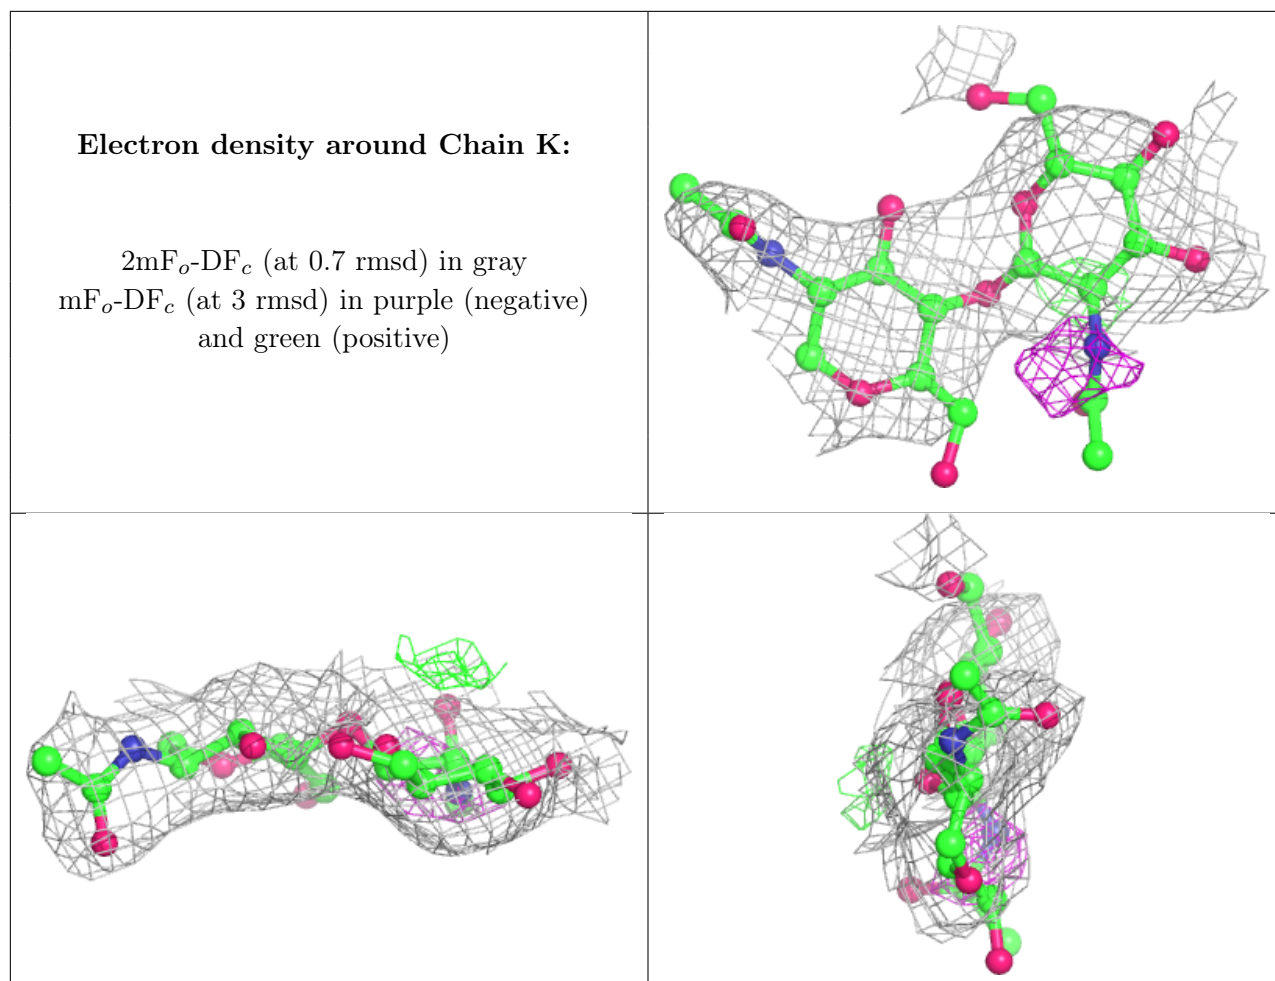 Electron density around Chain K:
2mFₒ-DF𝒸 (at 0.7 rmsd) in gray
mFₒ-DF𝒸 (at 3 rmsd) in purple (negative)
and green (positive)